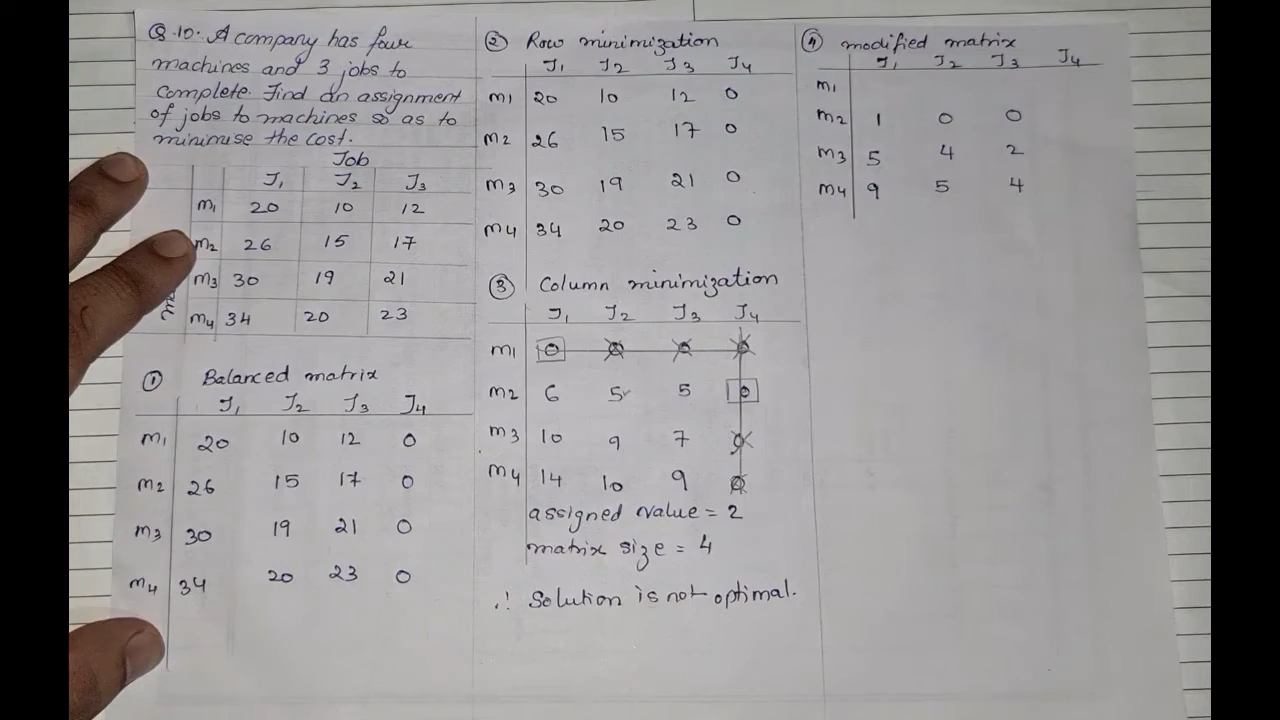 Q.10. A company has four
machines and 3 jobs to
complete. Find an assignment
of jobs to machines so as to
minimise the cost.
Job
J1 J2 J3
m1 20 10 12
m2 26 15 17
m3 30 19 21
m4 34 20 23
① Balanced matrix
J1 J2 J3 J4
m1 20 10 12 0
m2 26 15 17 0
m3 30 19 21 0
m4 34 20 23 0
② Row minimization
J1 J2 J3 J4
m1 20 10 12 0
m2 26 15 17 0
m3 30 19 21 0
m4 34 20 23 0
③ Column minimization
J1 J2 J3 J4
m1 0 0 0 0
m2 6 5 5 0
m3 10 9 7 0
m4 14 10 9 0
assigned value = 2
matrix size = 4
∴ Solution is not optimal.
④ modified matrix
J1 J2 J3 J4
m1
m2 1 0 0
m3 5 4 2
m4 9 5 4